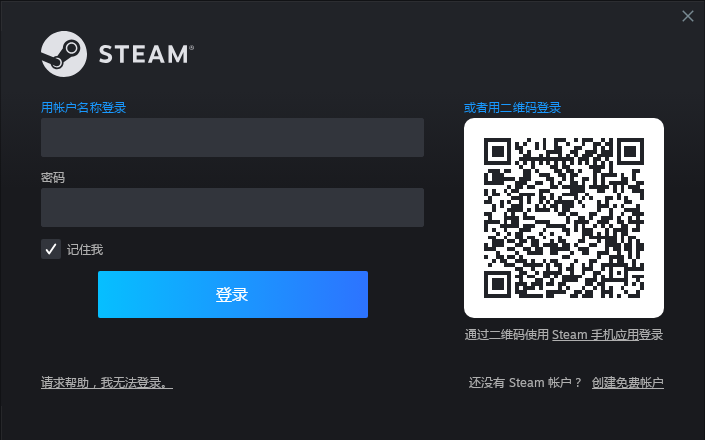 STEAM®
用帐户名称登录
或者用二维码登录
密码
记住我
登录
通过二维码使用 Steam 手机应用登录
请求帮助，我无法登录。
还没有 Steam 帐户？ 创建免费帐户